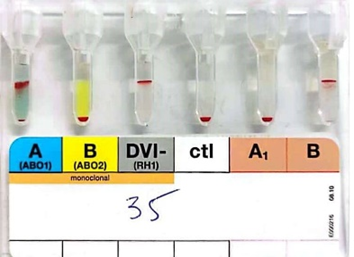 A B DVI- ctl A1 B
(ABO1) (ABO2) (RH1)
monoclonal
35